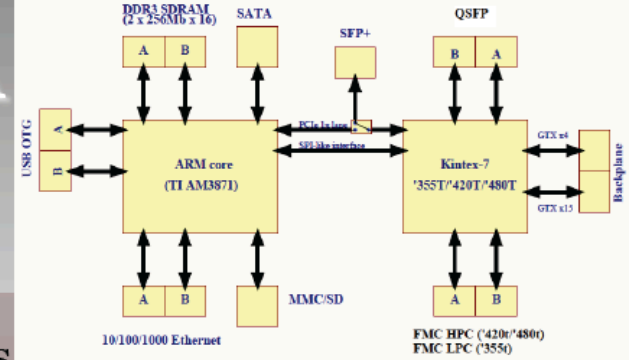 DDR3 SDRAM
(2 x 256Mb x 16)
SATA
SFP+
QSFP
A B
B A
USB OTG
A
B
PCIe 1x lane
SPI-like interface
ARM core
(TI AM3871)
Kintex-7
'355T/'420T/'480T
GTX x4
GTX x15
Backplane
A B
MMC/SD
A B
10/100/1000 Ethernet
FMC HPC ('420t/'480t)
FMC LPC ('355t)